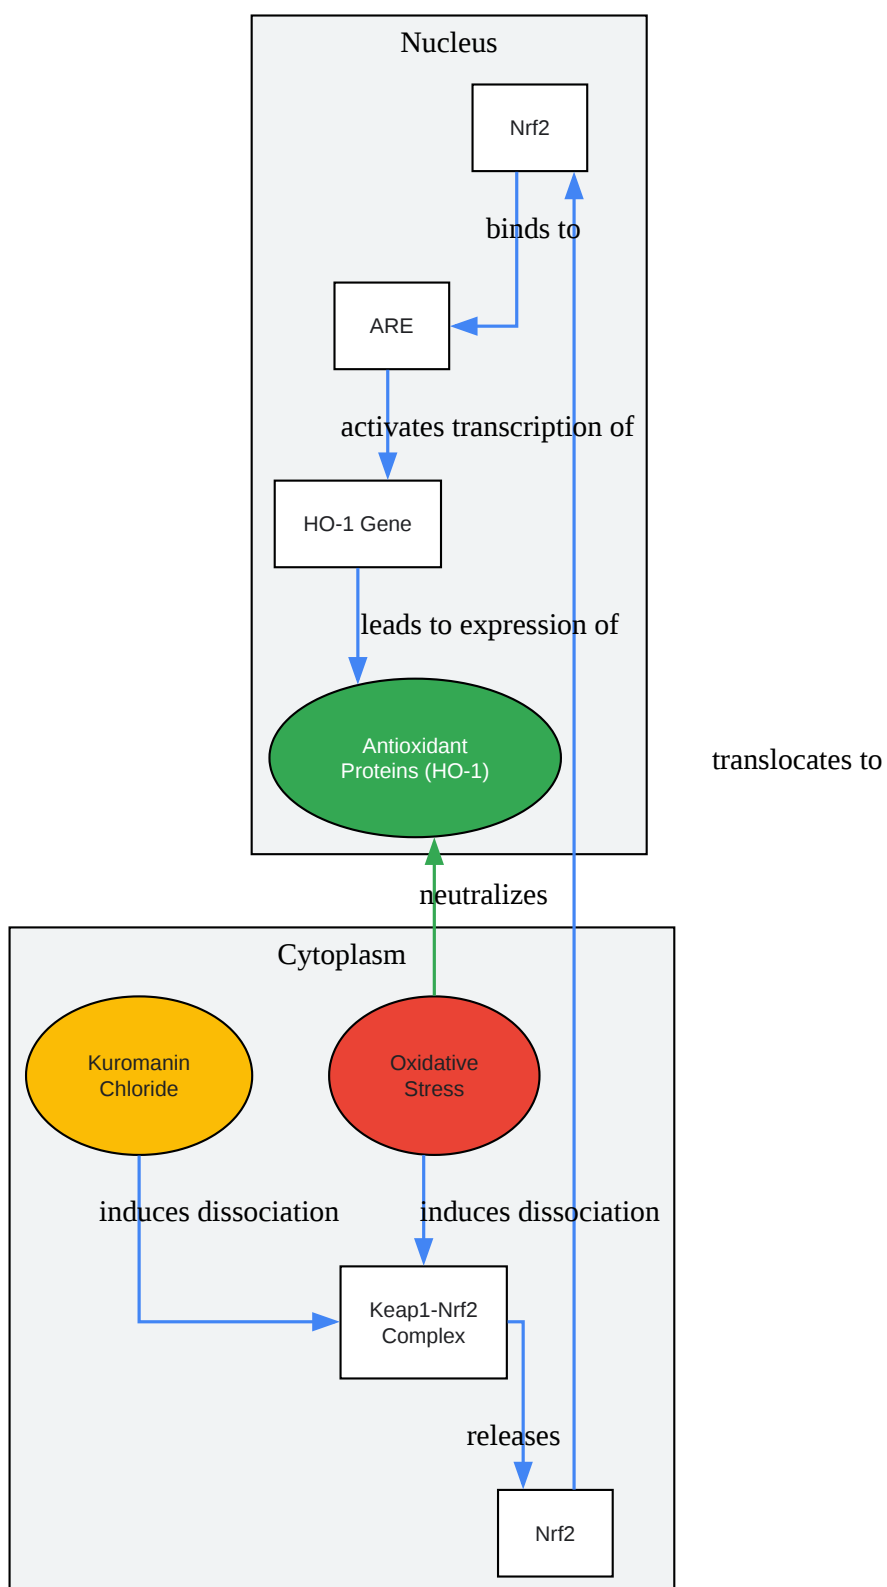 Nucleus
Nrf2
binds to
ARE
activates transcription of
HO-1 Gene
leads to expression of
Antioxidant
Proteins (HO-1)
translocates to
neutralizes
Cytoplasm
Kuromanin
Chloride
Oxidative
Stress
induces dissociation
induces dissociation
Keap1-Nrf2
Complex
releases
Nrf2